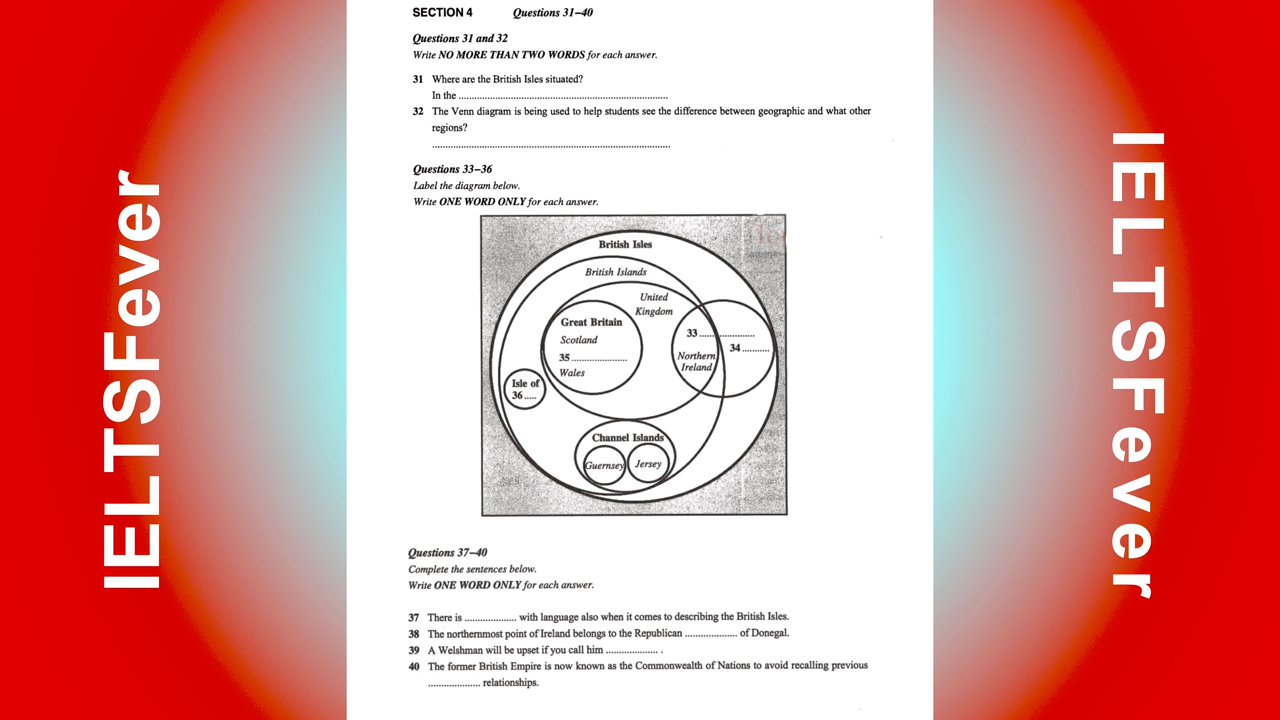 IELTSFever
SECTION 4 Questions 31–40
Questions 31 and 32
Write NO MORE THAN TWO WORDS for each answer.
31 Where are the British Isles situated?
In the ................................................................................
32 The Venn diagram is being used to help students see the difference between geographic and what other
regions?
..........................................................................................
Questions 33–36
Label the diagram below.
Write ONE WORD ONLY for each answer.
British Isles
British Islands
United
Kingdom
Great Britain
Scotland
35 .....................
Wales
33 .....................
34 ...........
Northern
Ireland
Isle of
36 .....
Channel Islands
Guernsey
Jersey
Questions 37–40
Complete the sentences below.
Write ONE WORD ONLY for each answer.
37 There is .................... with language also when it comes to describing the British Isles.
38 The northernmost point of Ireland belongs to the Republican .................... of Donegal.
39 A Welshman will be upset if you call him .................... .
40 The former British Empire is now known as the Commonwealth of Nations to avoid recalling previous
.................... relationships.
IELTSFever